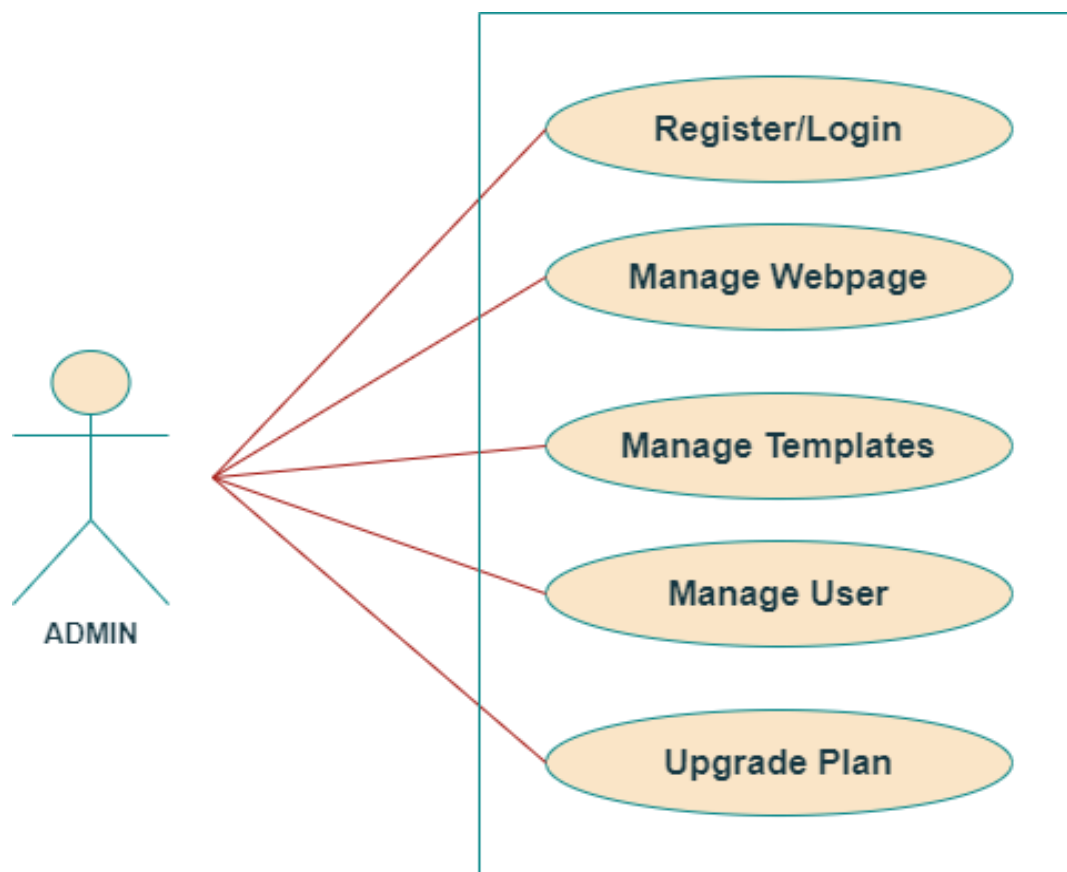 Register/Login
Manage Webpage
Manage Templates
Manage User
ADMIN
Upgrade Plan